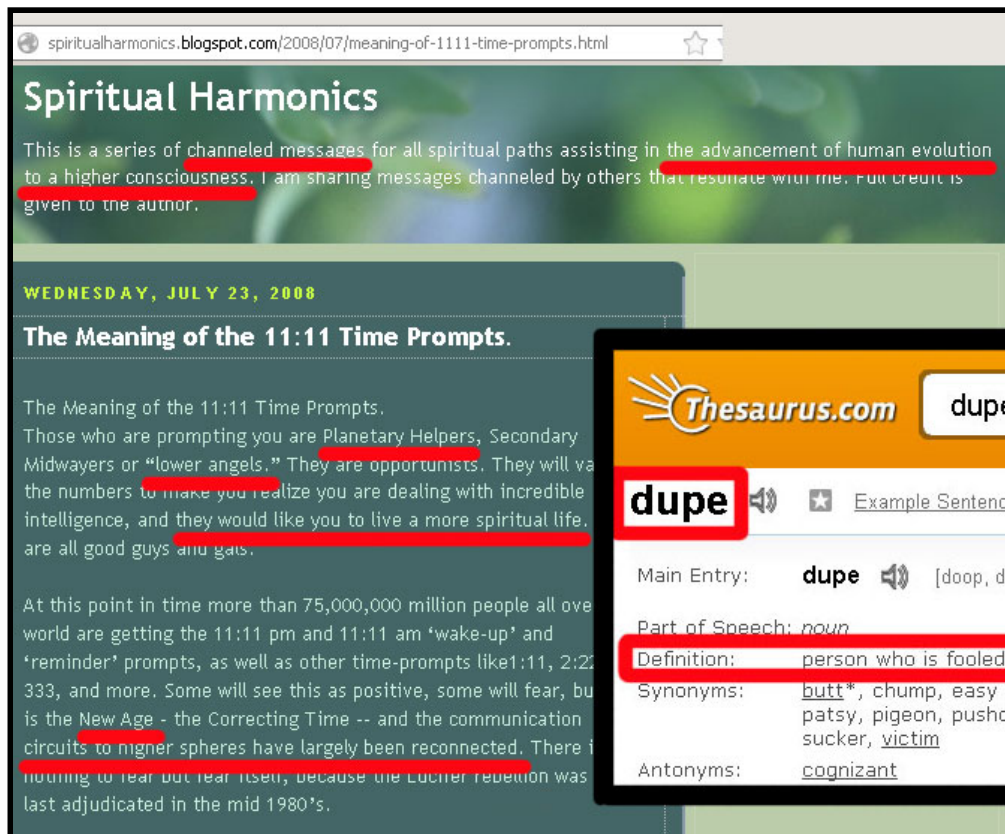 spiritualharmonics.blogspot.com/2008/07/meaning-of-1111-time-prompts.html
Spiritual Harmonics
This is a series of channeled messages for all spiritual paths assisting in the advancement of human evolution
to a higher consciousness. I am sharing messages channeled by others that resonate with me. Full credit is
given to the author.
WEDNESDAY, JULY 23, 2008
The Meaning of the 11:11 Time Prompts.
The Meaning of the 11:11 Time Prompts.
Those who are prompting you are Planetary Helpers, Secondary
Midwayers or “lower angels.” They are opportunists. They will va
the numbers to make you realize you are dealing with incredible
intelligence, and they would like you to live a more spiritual life.
are all good guys and gals.
At this point in time more than 75,000,000 million people all ove
world are getting the 11:11 pm and 11:11 am ‘wake-up’ and
‘reminder’ prompts, as well as other time-prompts like1:11, 2:22
333, and more. Some will see this as positive, some will fear, bu
is the New Age - the Correcting Time -- and the communication
circuits to higher spheres have largely been reconnected. There i
nothing to fear but fear itself, because the Lucifer rebellion was
last adjudicated in the mid 1980's.
Thesaurus.com
dupe
dupe
Example Sentenc
Main Entry: dupe [doop, d
Part of Speech: noun
Definition: person who is fooled
Synonyms: butt*, chump, easy
patsy, pigeon, pusho
sucker, victim
Antonyms: cognizant